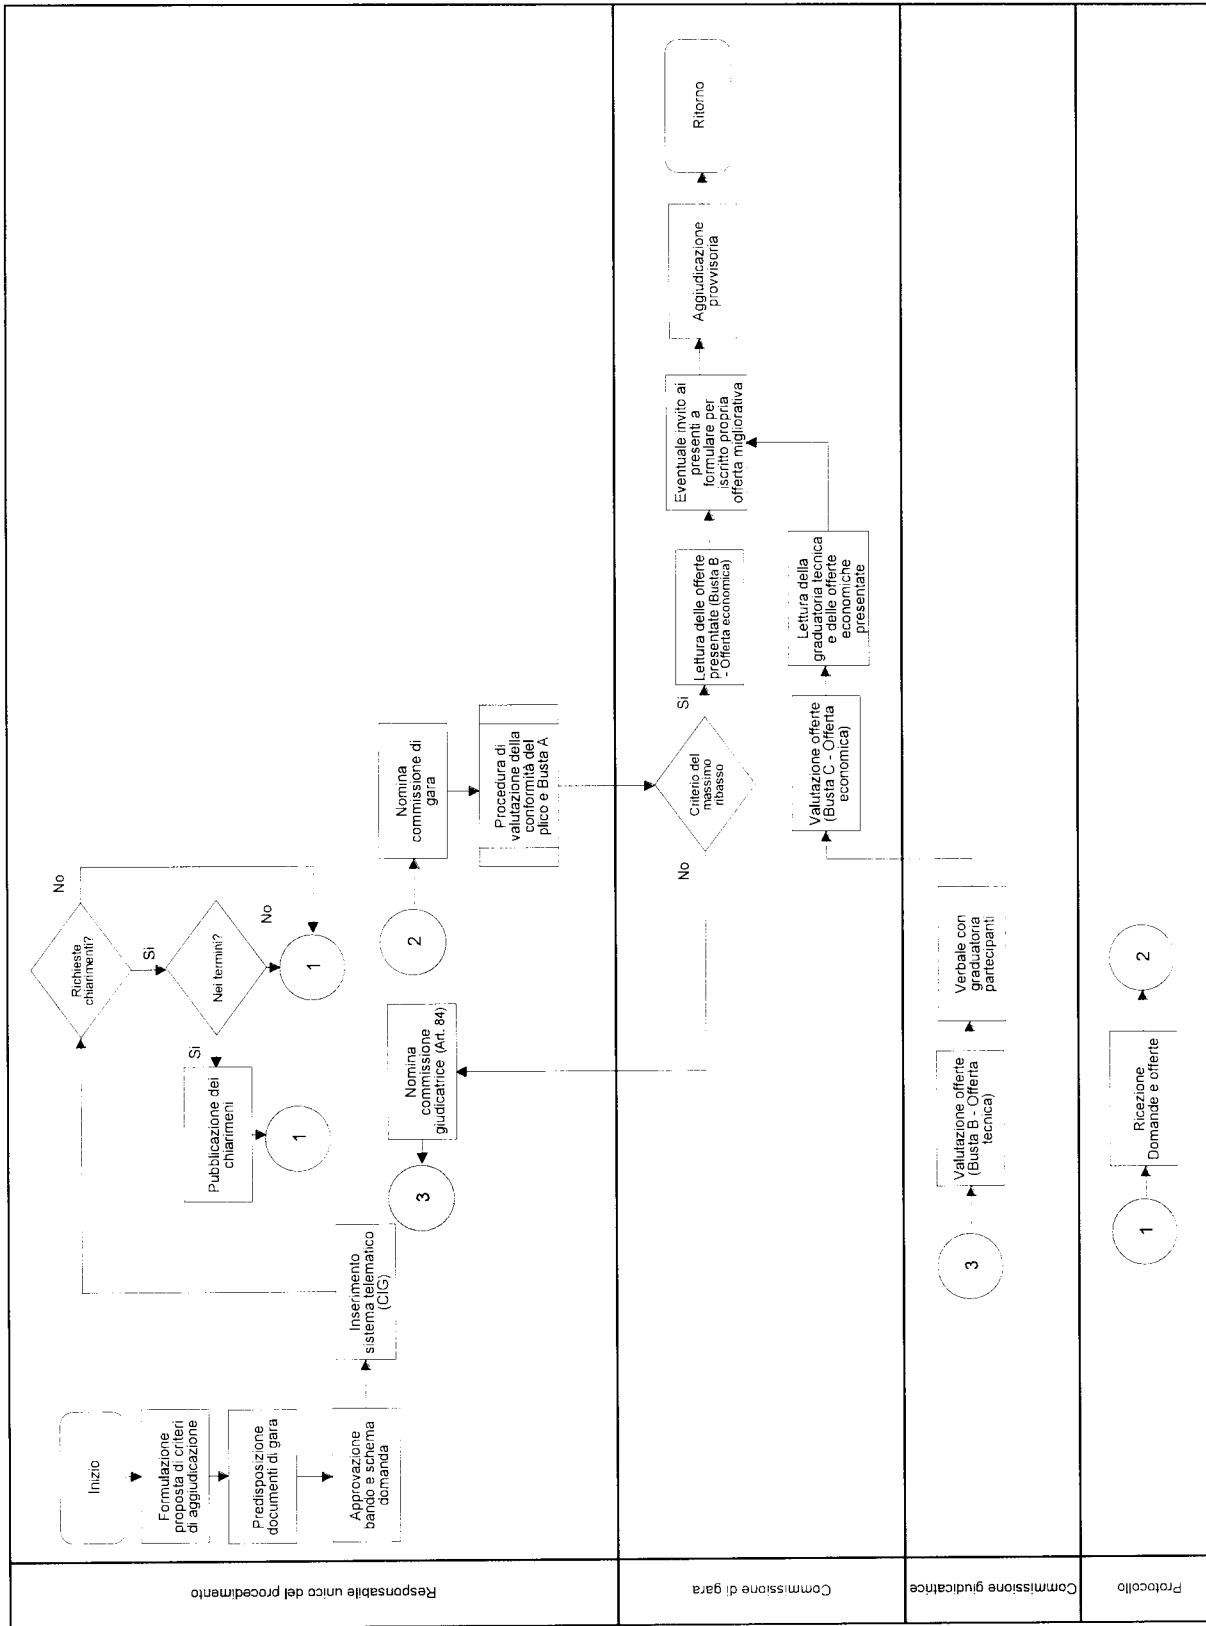 Responsabile unico del procedimento
Inizio
Formulazione
proposta di criteri
di aggiudicazione
Predisposizione
documenti di gara
Approvazione
bando e schema
domanda
Inserimento
sistema telematico
(CIG)
Richieste
chiarimenti?
No
Si
Nei termini?
No
Si
1
Pubblicazione dei
chiarimeni
1
2
Nomina
commissione di
gara
Procedura di
valutazione della
conformità del
plico e Busta A
Nomina
commissione
giudicatrice (Art. 84)
3
Commissione di gara
Criterio del
massimo
ribasso
No
Si
Lettura delle offerte
presentate (Busta B
- Offerta economica)
Eventuale invito ai
presenti a
formulare per
iscritto propria
offerta migliorativa
Aggiudicazione
provvisoria
Ritorno
Valutazione offerte
(Busta C - Offerta
economica)
Lettura della
graduatoria tecnica
e delle offerte
economiche
presentate
Commissione giudicatrice
3
Valutazione offerte
(Busta B - Offerta
tecnica)
Verbale con
graduatoria
partecipanti
Protocollo
1
Ricezione
Domande e offerte
2